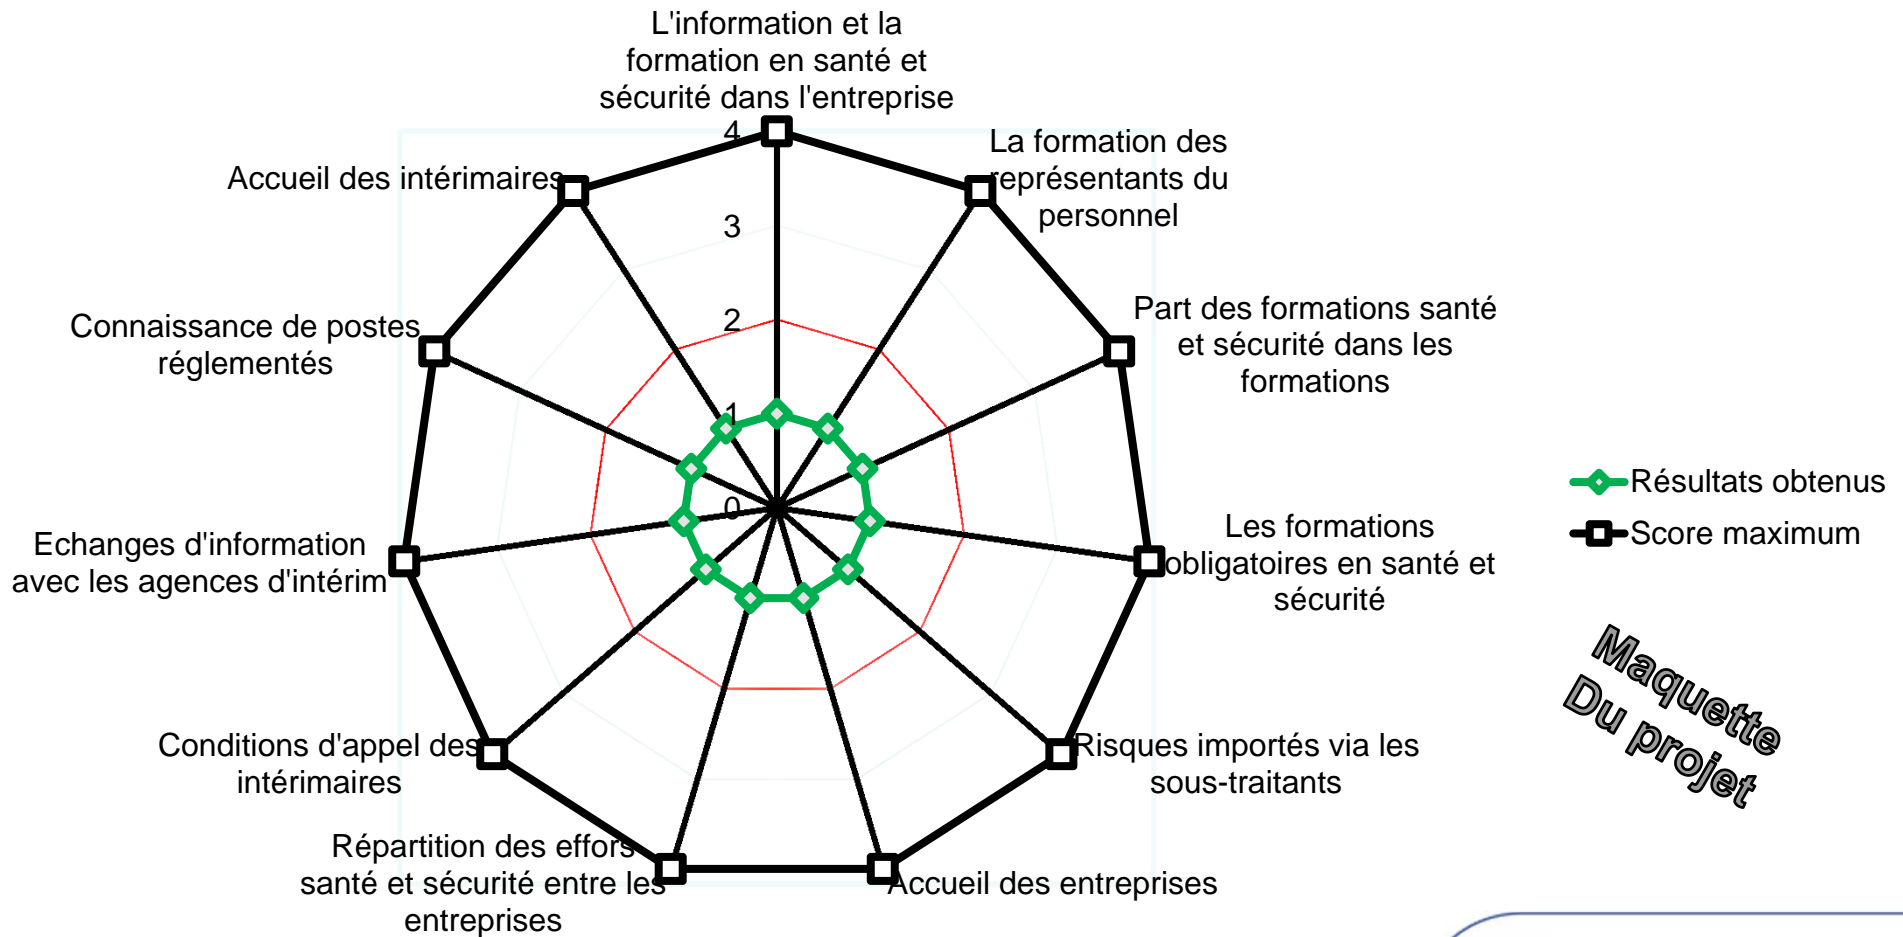 L'information et la
formation en santé et
sécurité dans l'entreprise
La formation des
représentants du
personnel
Part des formations santé
et sécurité dans les
formations
Les formations
obligatoires en santé et
sécurité
Risques importés via les
sous-traitants
Accueil des entreprises
Répartition des effors
santé et sécurité entre les
entreprises
Conditions d'appel des
intérimaires
Echanges d'information
avec les agences d'intérim
Connaissance de postes
réglementés
Accueil des intérimaires
4
3
2
1
0
Résultats obtenus
Score maximum
Maquette
Du projet